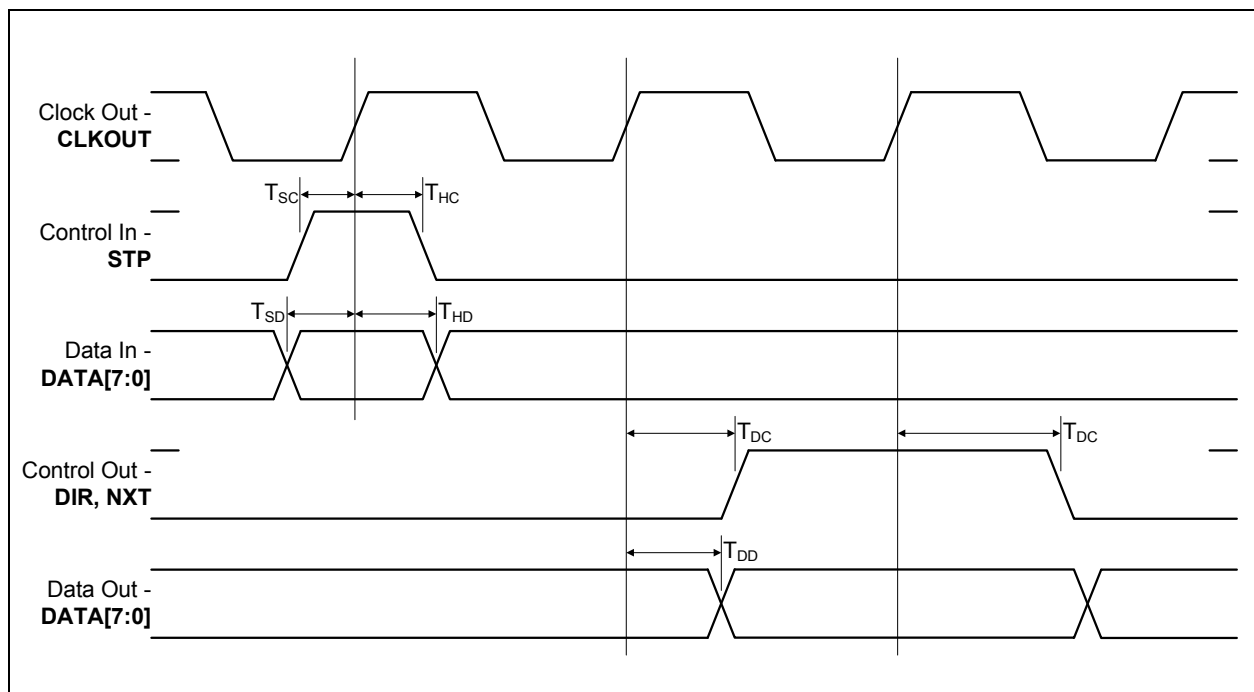 Clock Out -
CLKOUT
T_SC
T_HC
Control In -
STP
T_SD
T_HD
Data In -
DATA[7:0]
T_DC
T_DC
Control Out -
DIR, NXT
T_DD
Data Out -
DATA[7:0]